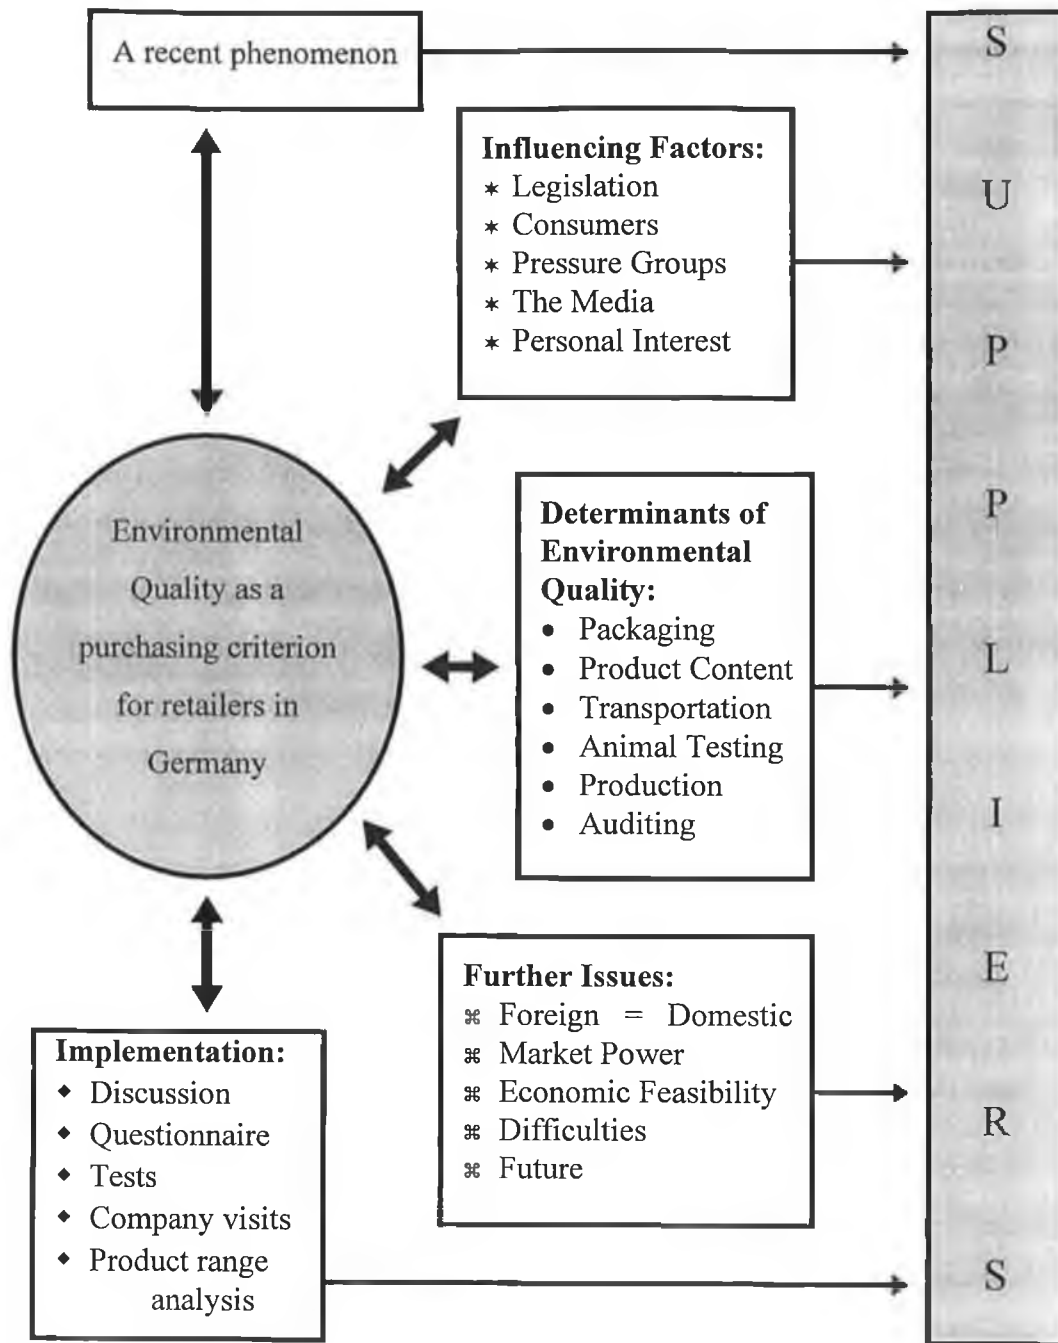 A recent phenomenon
Influencing Factors:
* Legislation
* Consumers
* Pressure Groups
* The Media
* Personal Interest
Environmental
Quality as a
purchasing criterion
for retailers in
Germany
Determinants of
Environmental
Quality:
• Packaging
• Product Content
• Transportation
• Animal Testing
• Production
• Auditing
Further Issues:
⌘ Foreign = Domestic
⌘ Market Power
⌘ Economic Feasibility
⌘ Difficulties
⌘ Future
Implementation:
◆ Discussion
◆ Questionnaire
◆ Tests
◆ Company visits
◆ Product range
analysis
S
U
P
P
L
I
E
R
S